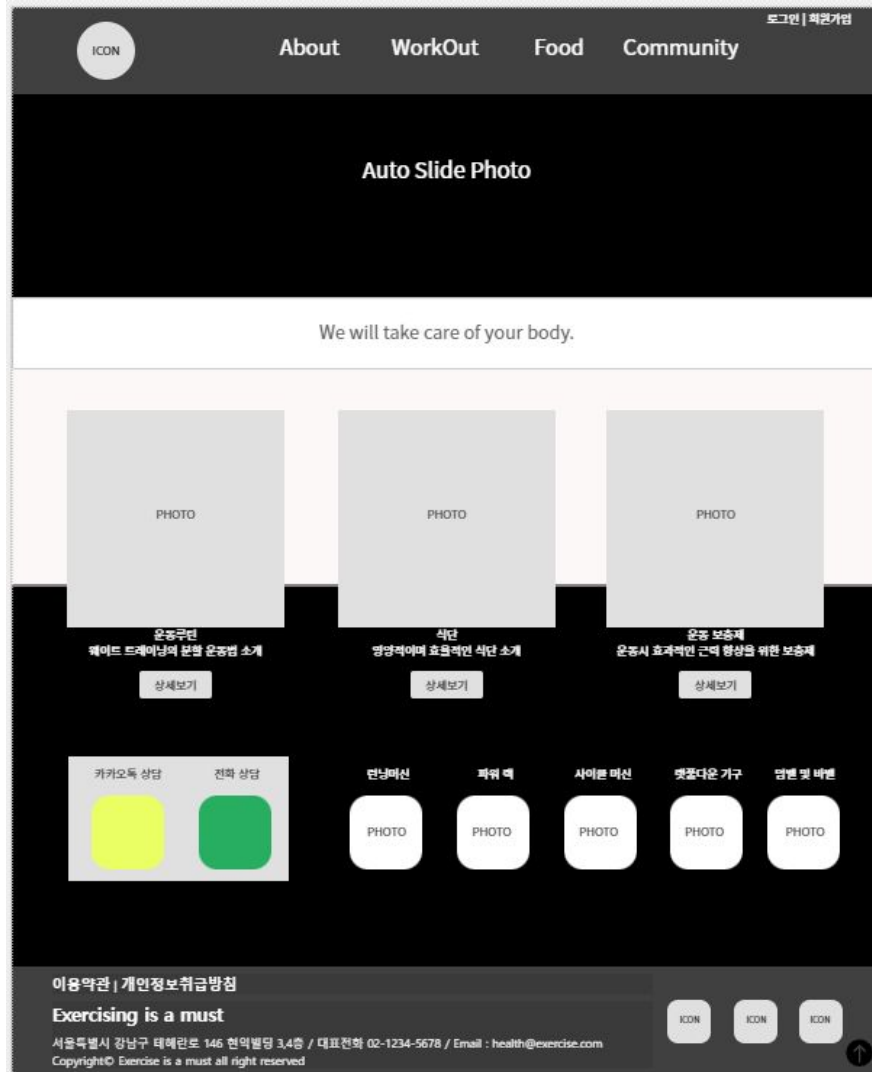 로그인 | 회원가입
ICON
About WorkOut Food Community
Auto Slide Photo
We will take care of your body.
PHOTO PHOTO PHOTO
운동루틴 식단 운동 보충제
웨이트 트레이닝의 분할 운동법 소개 영양적이며 효율적인 식단 소개 운동시 효과적인 근력 향상을 위한 보충제
상세보기 상세보기 상세보기
카카오톡 상담 전화 상담 런닝머신 파워 랙 사이클 머신 랫풀다운 기구 덤벨 및 바벨
PHOTO PHOTO PHOTO PHOTO PHOTO
이용약관 | 개인정보취급방침
Exercising is a must
ICON ICON ICON
서울특별시 강남구 테헤란로 146 현익빌딩 3,4층 / 대표전화 02-1234-5678 / Email : health@exercise.com
Copyright© Exercise is a must all right reserved